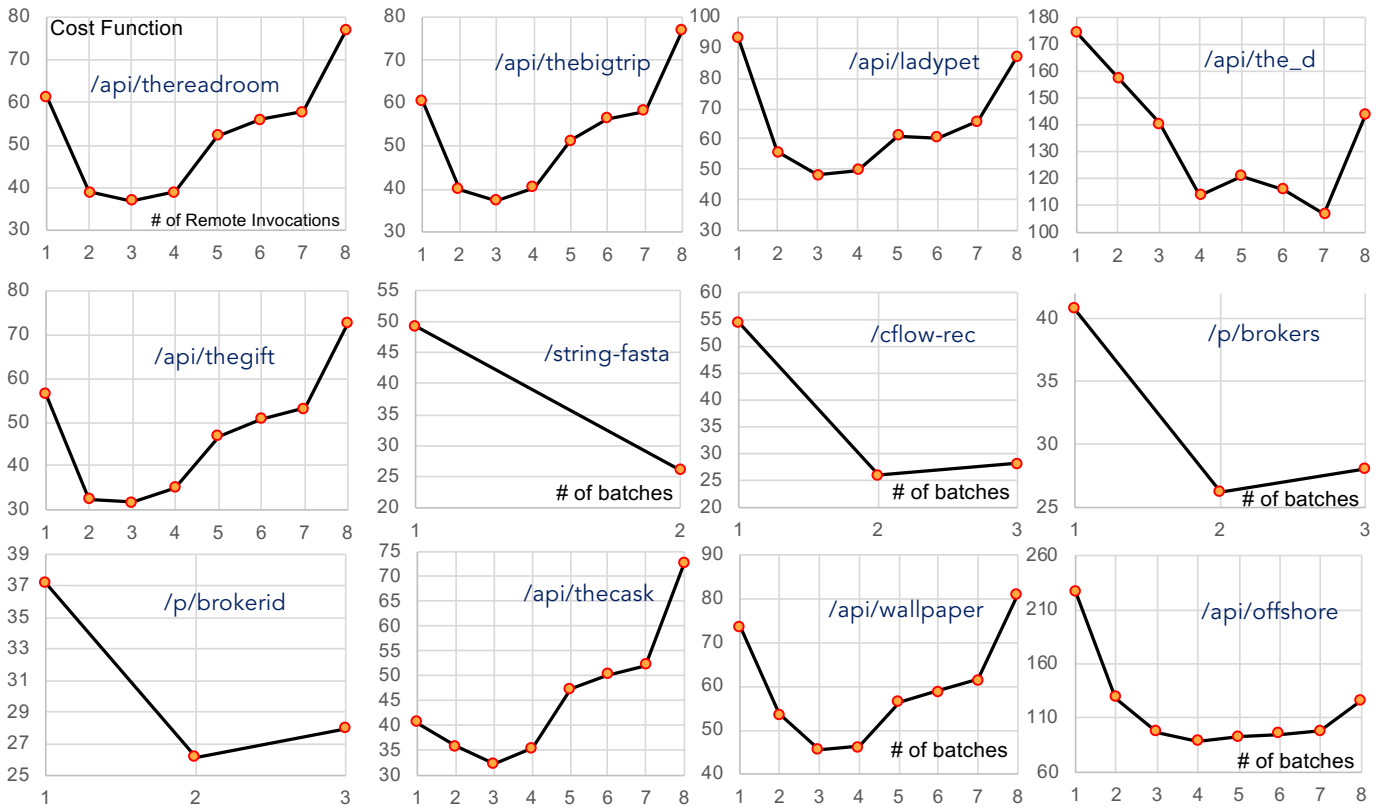 80
70
60
50
40
30
Cost Function
/api/thereadroom
# of Remote Invocations
1 2 3 4 5 6 7 8
80
70
60
50
40
30
/api/thebigtrip
1 2 3 4 5 6 7 8
100
90
80
70
60
50
40
30
/api/ladypet
1 2 3 4 5 6 7 8
180
170
160
150
140
130
120
110
100
/api/the_d
1 2 3 4 5 6 7 8
80
70
60
50
40
30
/api/thegift
1 2 3 4 5 6 7 8
55
50
45
40
35
30
25
20
/string-fasta
# of batches
1 2
60
55
50
45
40
35
30
25
20
/cflow-rec
# of batches
1 2 3
40
35
30
25
/p/brokers
# of batches
1 2 3
39
37
35
33
31
29
27
25
/p/brokerid
1 2 3
75
70
65
60
55
50
45
40
35
30
/api/thecask
1 2 3 4 5 6 7 8
90
80
70
60
50
40
/api/wallpaper
# of batches
1 2 3 4 5 6 7 8
260
210
160
110
60
/api/offshore
# of batches
1 2 3 4 5 6 7 8